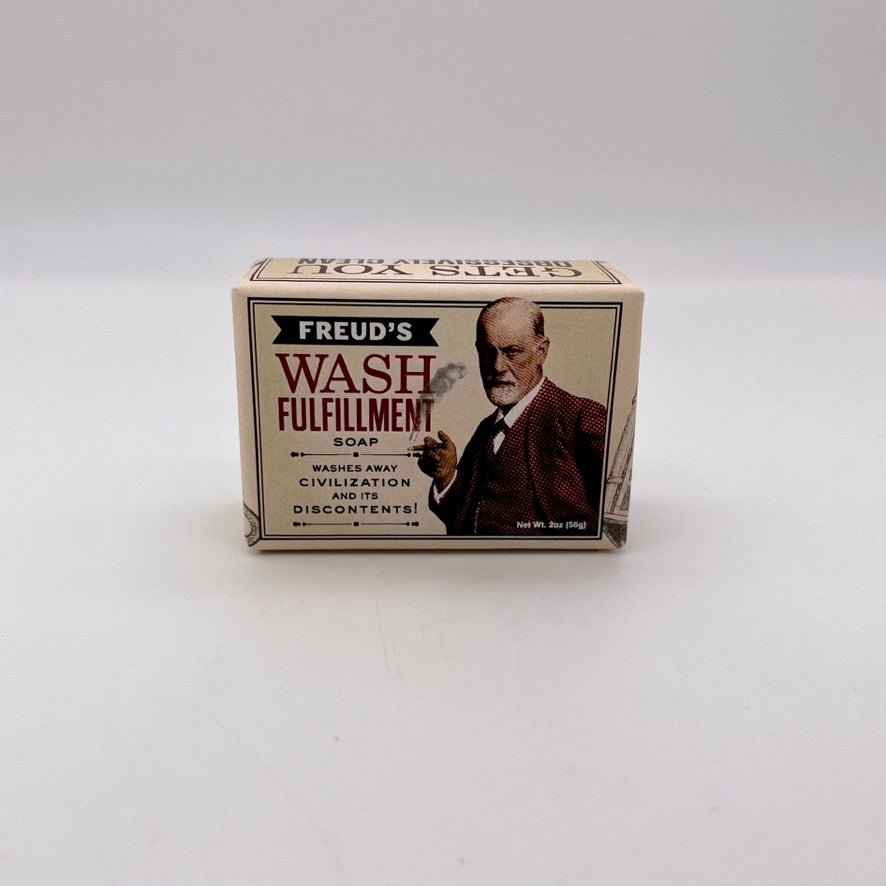 GETS YOU
OBSESSIVELY CLEAN
FREUD'S
WASH
FULFILLMENT
SOAP
WASHES AWAY
CIVILIZATION
AND ITS
DISCONTENTS!
Net Wt. 2oz (56g)